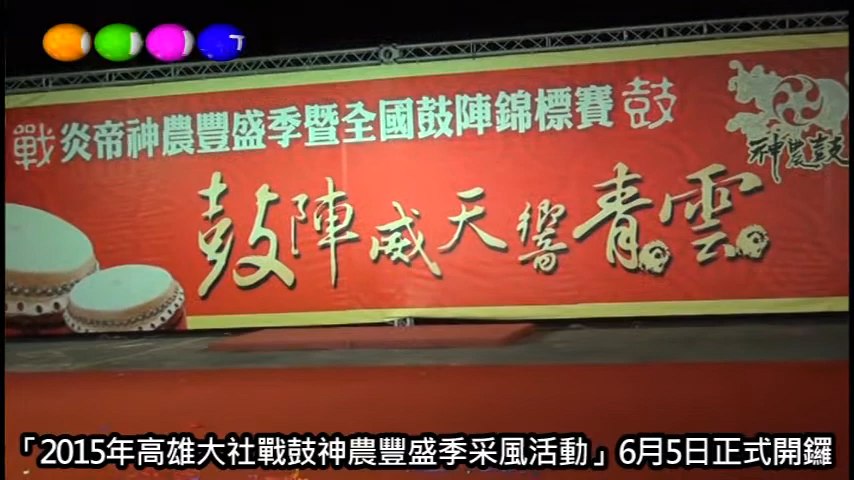 戰 炎帝神農豐盛季暨全國鼓陣錦標賽 鼓
神農鼓
鼓陣威天響青雲
「2015年高雄大社戰鼓神農豐盛季采風活動」6月5日正式開鑼